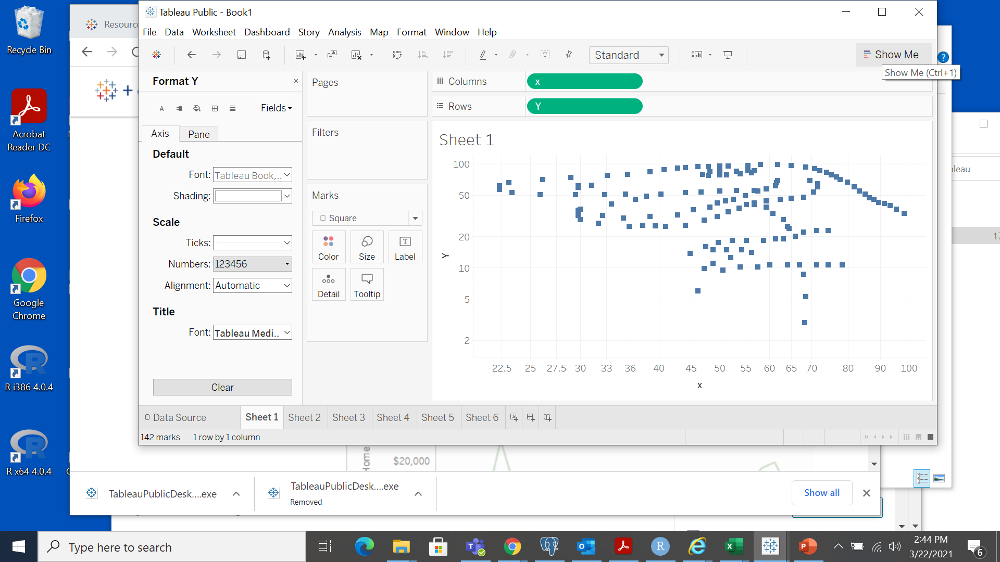 Recycle Bin
Acrobat
Reader DC
Firefox
Google
Chrome
R i386 4.0.4
R x64 4.0.4
Tableau Public - Book1
File Data Worksheet Dashboard Story Analysis Map Format Window Help
Standard
Show Me
Show Me (Ctrl+1)
Format Y
Fields
Axis Pane
Default
Font: Tableau Book,..
Shading:
Scale
Ticks:
Numbers: 123456
Alignment: Automatic
Title
Font: Tableau Medi..
Clear
Pages
Filters
Marks
Square
Color Size Label
Detail Tooltip
Columns x
Rows Y
Sheet 1
100
50
20
10
5
2
Y
22.5 25 27.5 30 33 36 40 45 50 55 60 65 70 80 90 100
x
Data Source Sheet 1 Sheet 2 Sheet 3 Sheet 4 Sheet 5 Sheet 6
142 marks 1 row by 1 column
Home
$20,000
TableauPublicDesk....exe
TableauPublicDesk....exe
Removed
Show all
Type here to search
2:44 PM
3/22/2021
6